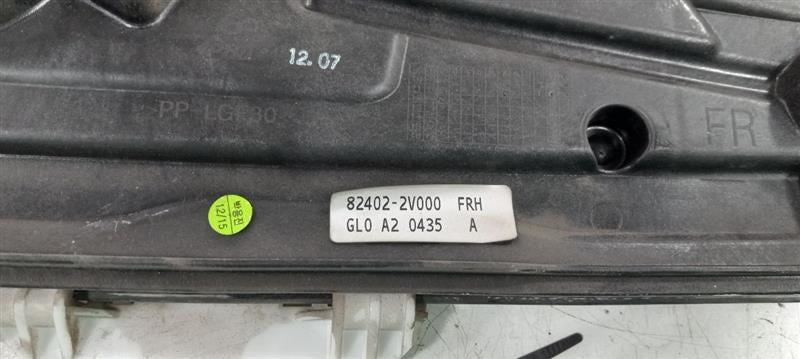 12.07
PP-LGF30
FR
82402-2V000 FRH
GL0 A2 0435 A
12/15